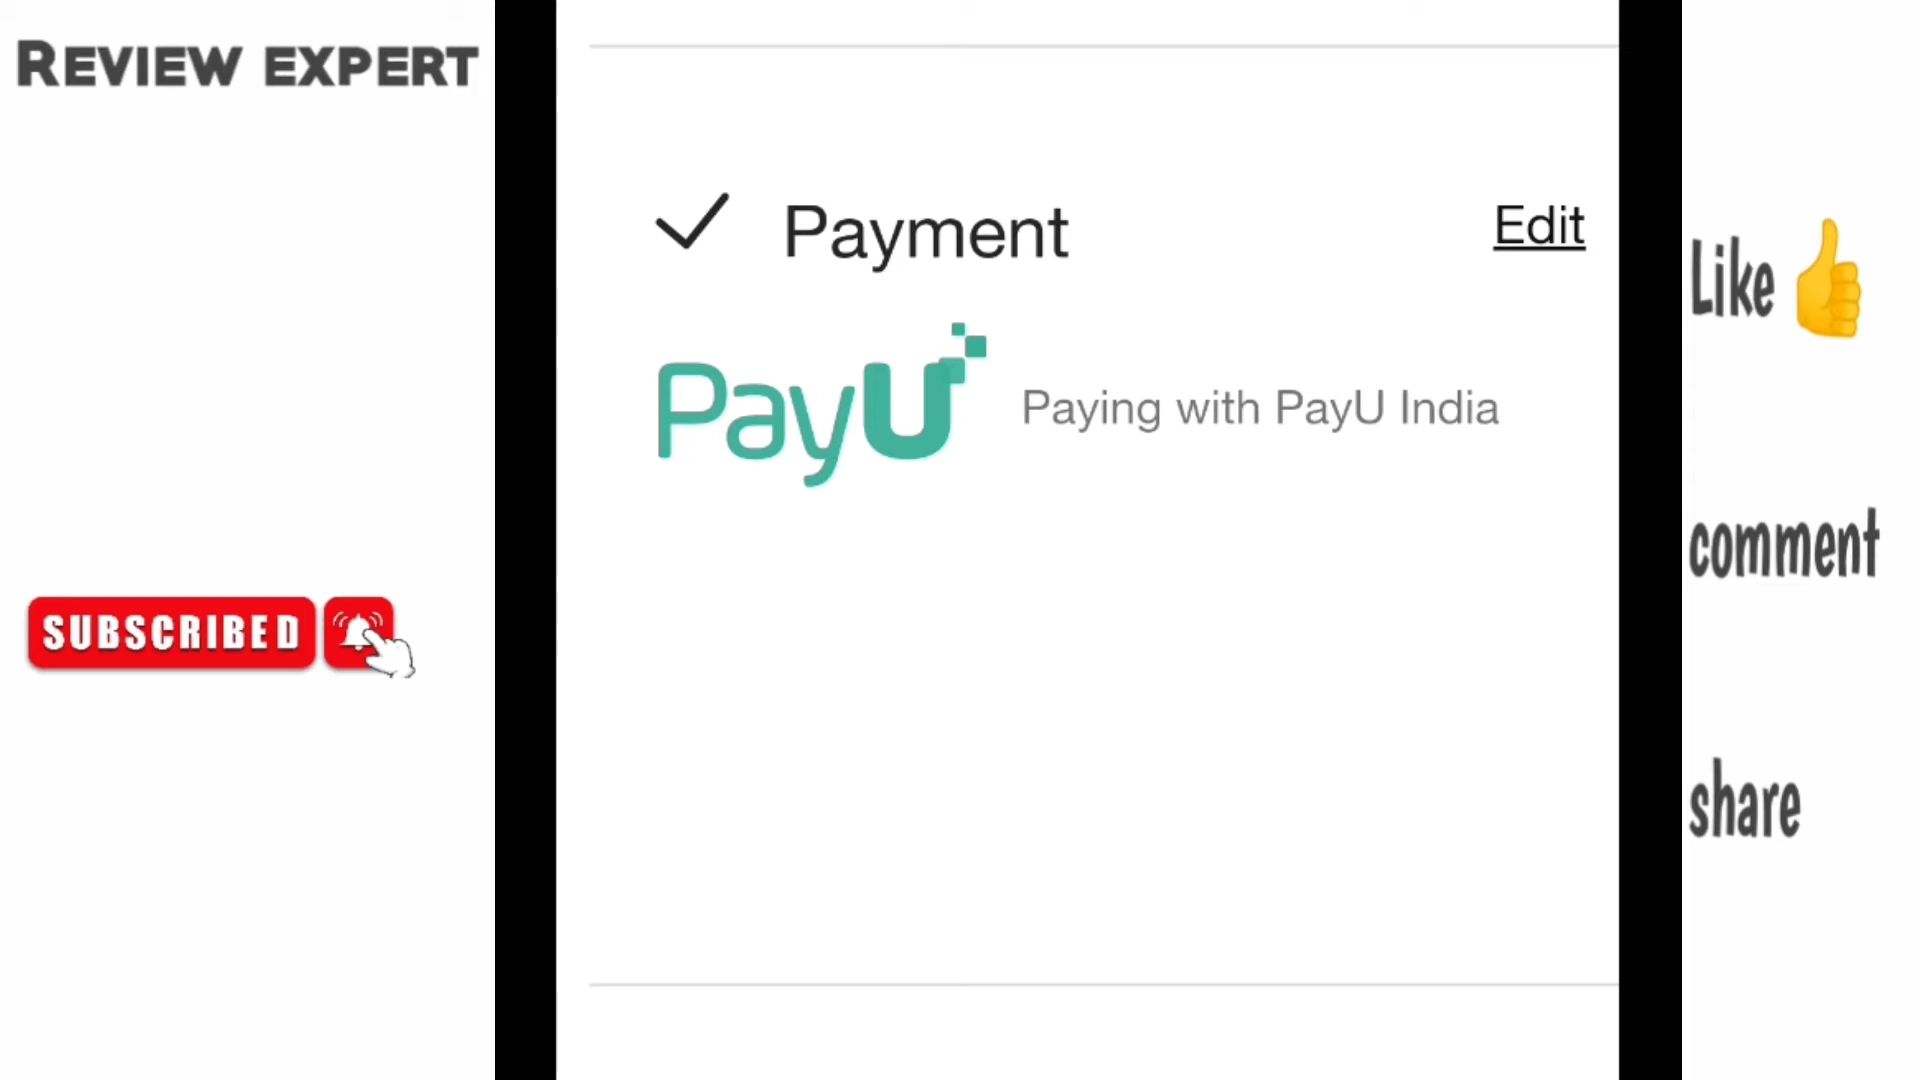 REVIEW EXPERT
SUBSCRIBED
Payment
Edit
PayU
Paying with PayU India
Like
comment
share